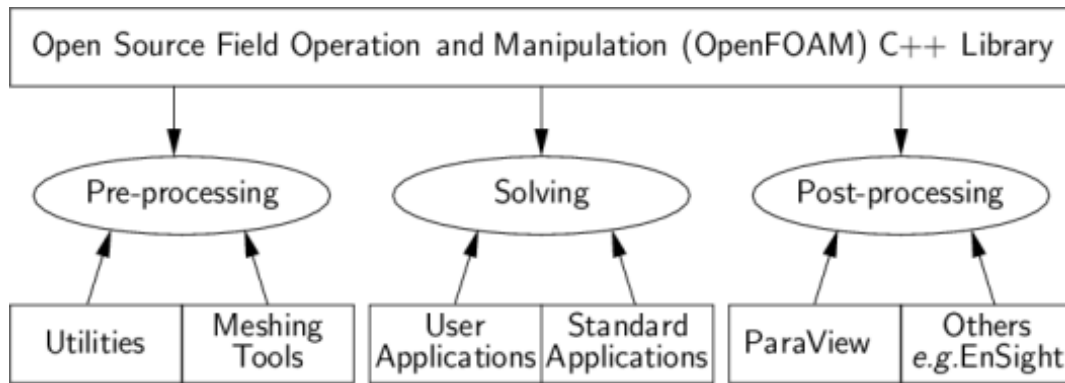 Open Source Field Operation and Manipulation (OpenFOAM) C++ Library
Pre-processing
Solving
Post-processing
Utilities
Meshing
Tools
User
Applications
Standard
Applications
ParaView
Others
e.g.EnSight